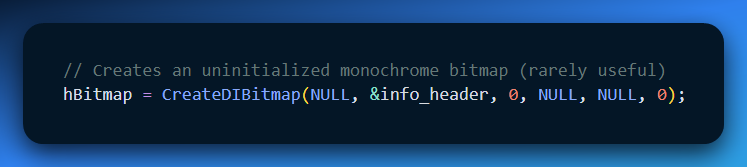 // Creates an uninitialized monochrome bitmap (rarely useful)
hBitmap = CreateDIBitmap(NULL, &info_header, 0, NULL, NULL, 0);